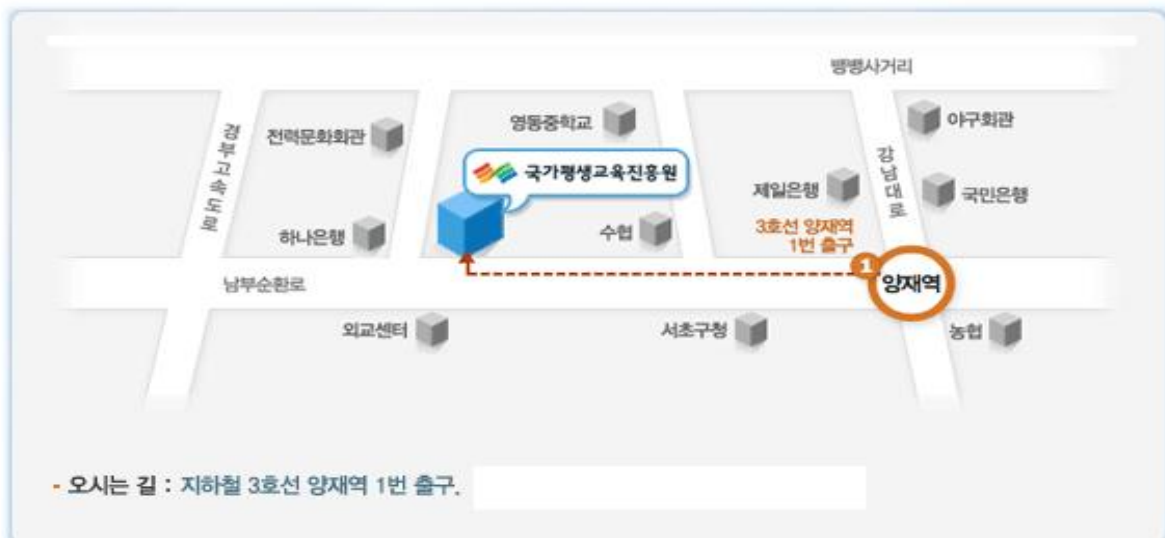 뱅뱅사거리
경부고속도로
전력문화회관
영동중학교
야구회관
국가평생교육진흥원
강남대로
제일은행
국민은행
하나은행
수협
3호선 양재역
1번 출구
1
양재역
남부순환로
외교센터
서초구청
농협
- 오시는 길 : 지하철 3호선 양재역 1번 출구.